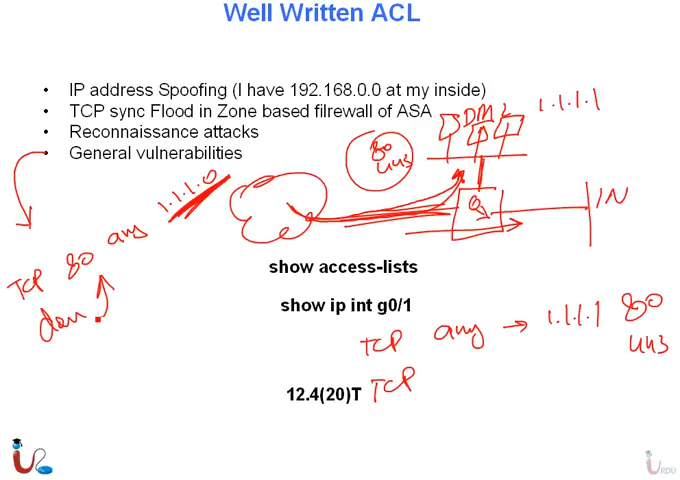 Well Written ACL
• IP address Spoofing (I have 192.168.0.0 at my inside)
• TCP sync Flood in Zone based filrewall of ASA
• Reconnaissance attacks
• General vulnerabilities
DMZ
1.1.1.1
80
443
IN
TCP 80 any 1.1.1.0
show access-lists
show ip int g0/1
TCP any → 1.1.1.1 80
443
12.4(20)T TCP
URDU